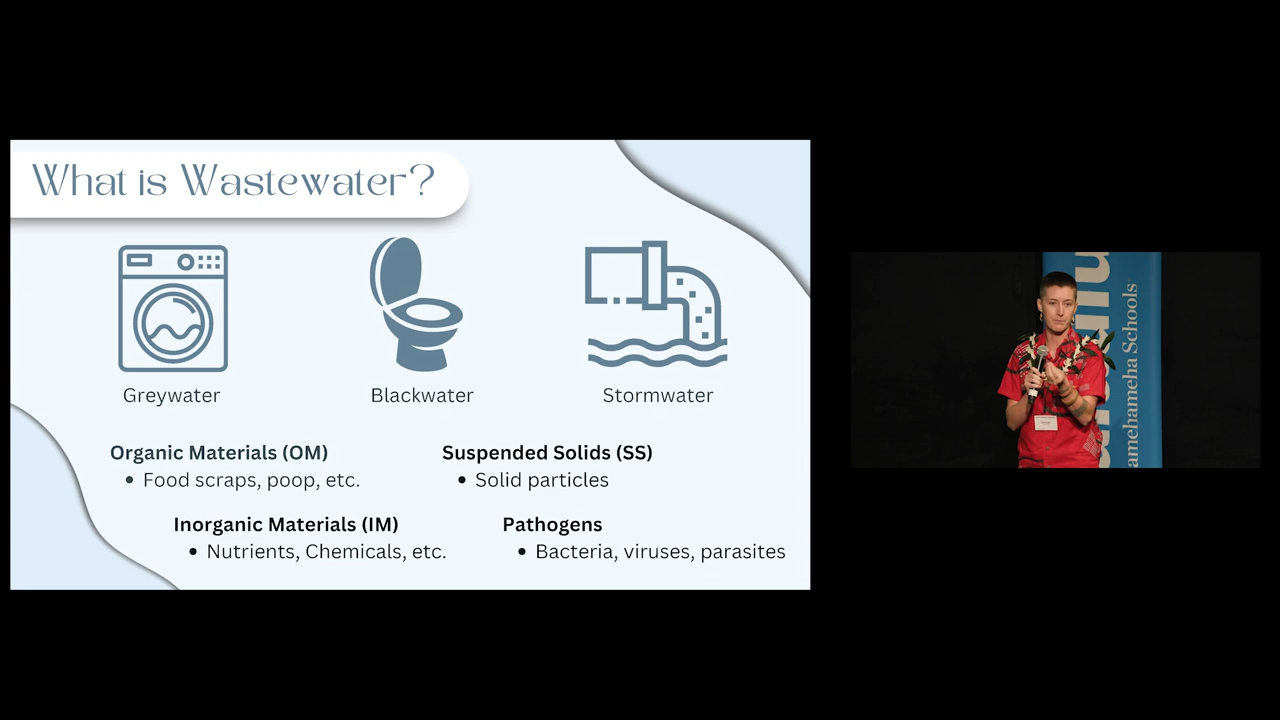 What is Wastewater?
Greywater
Blackwater
Stormwater
Organic Materials (OM)
• Food scraps, poop, etc.
Suspended Solids (SS)
• Solid particles
Inorganic Materials (IM)
• Nutrients, Chemicals, etc.
Pathogens
• Bacteria, viruses, parasites
amehameha Schools